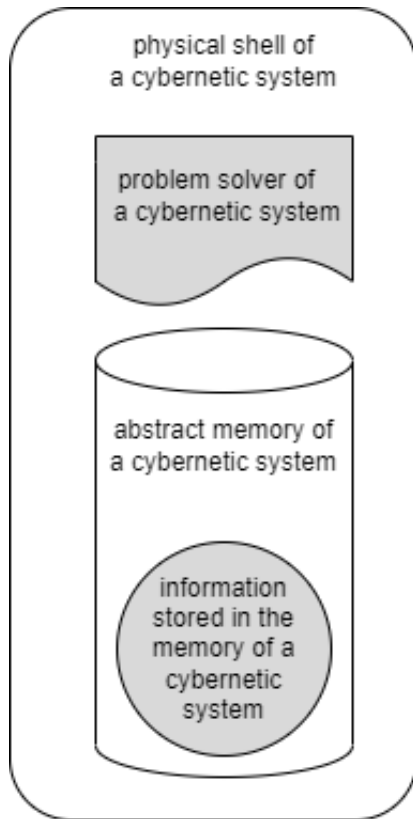 physical shell of
a cybernetic system
problem solver of
a cybernetic system
abstract memory of
a cybernetic system
information
stored in the
memory of a
cybernetic
system